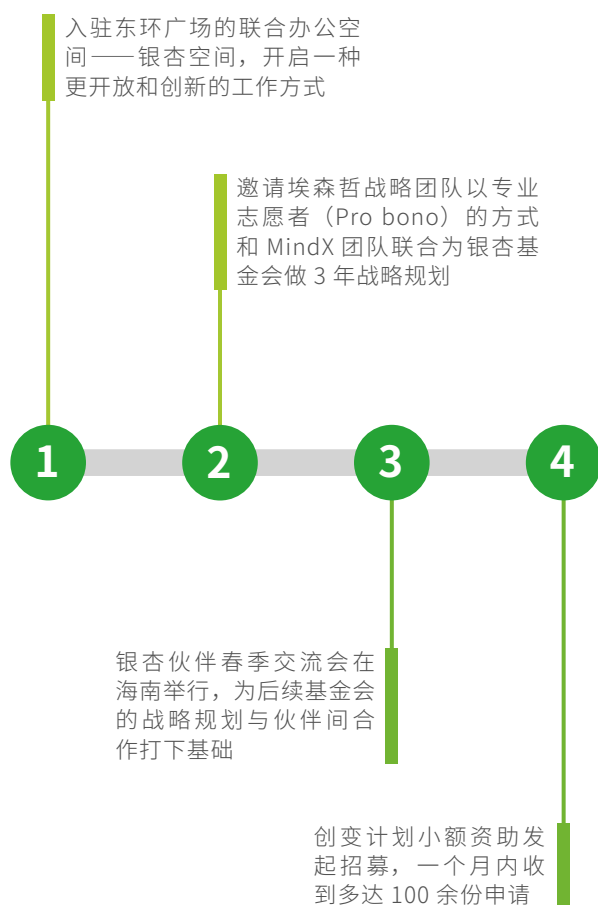 入驻东环广场的联合办公空
间——银杏空间，开启一种
更开放和创新的工作方式
邀请埃森哲战略团队以专业
志愿者（Pro bono）的方式
和 MindX 团队联合为银杏基
金会做 3 年战略规划
1
2
3
4
银杏伙伴春季交流会在
海南举行，为后续基金会
的战略规划与伙伴间合
作打下基础
创变计划小额资助发
起招募，一个月内收
到多达 100 余份申请